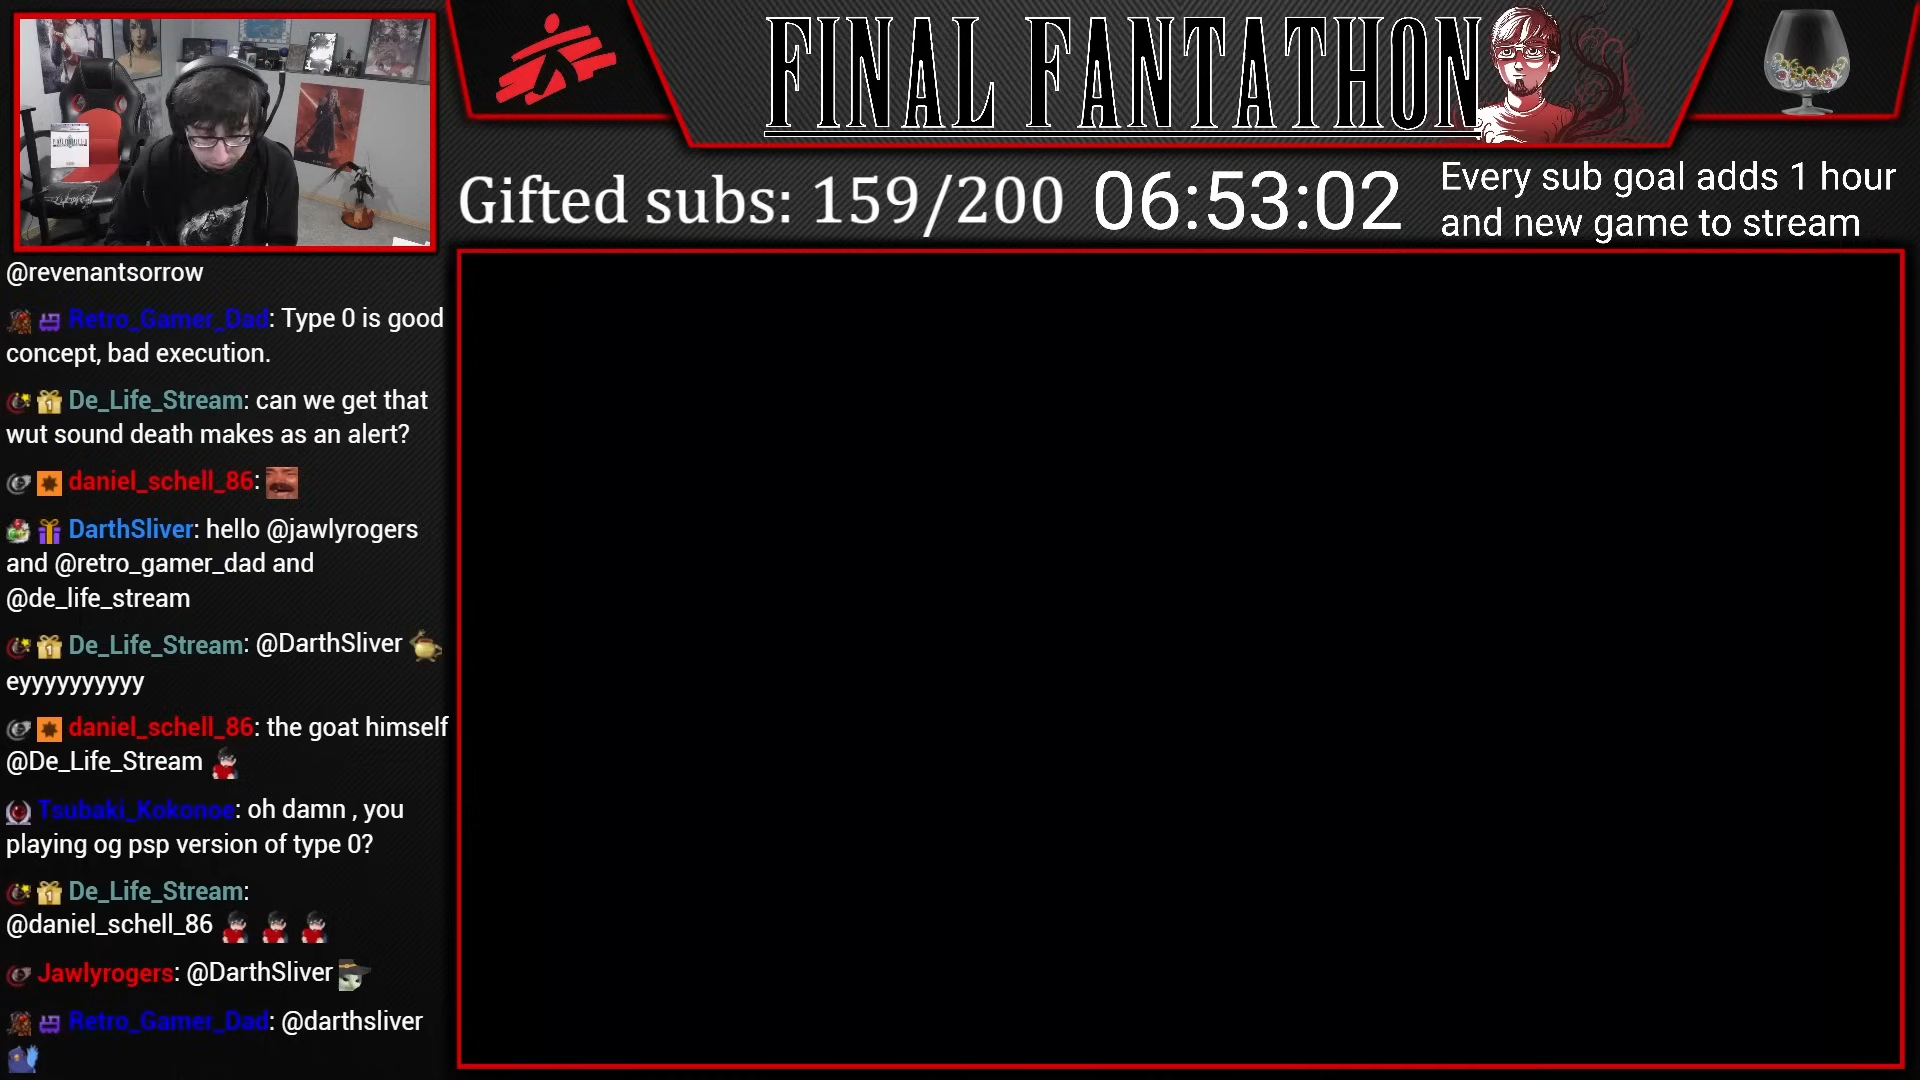 FINAL FANTATHON
Gifted subs: 159/200
06:53:02
Every sub goal adds 1 hour
and new game to stream
@revenantsorrow
Retro_Gamer_Dad: Type 0 is good
concept, bad execution.
De_Life_Stream: can we get that
wut sound death makes as an alert?
daniel_schell_86:
DarthSliver: hello @jawlyrogers
and @retro_gamer_dad and
@de_life_stream
De_Life_Stream: @DarthSliver
eyyyyyyyyyy
daniel_schell_86: the goat himself
@De_Life_Stream
Tsubaki_Kokonoe: oh damn , you
playing og psp version of type 0?
De_Life_Stream:
@daniel_schell_86
Jawlyrogers: @DarthSliver
Retro_Gamer_Dad: @darthsliver